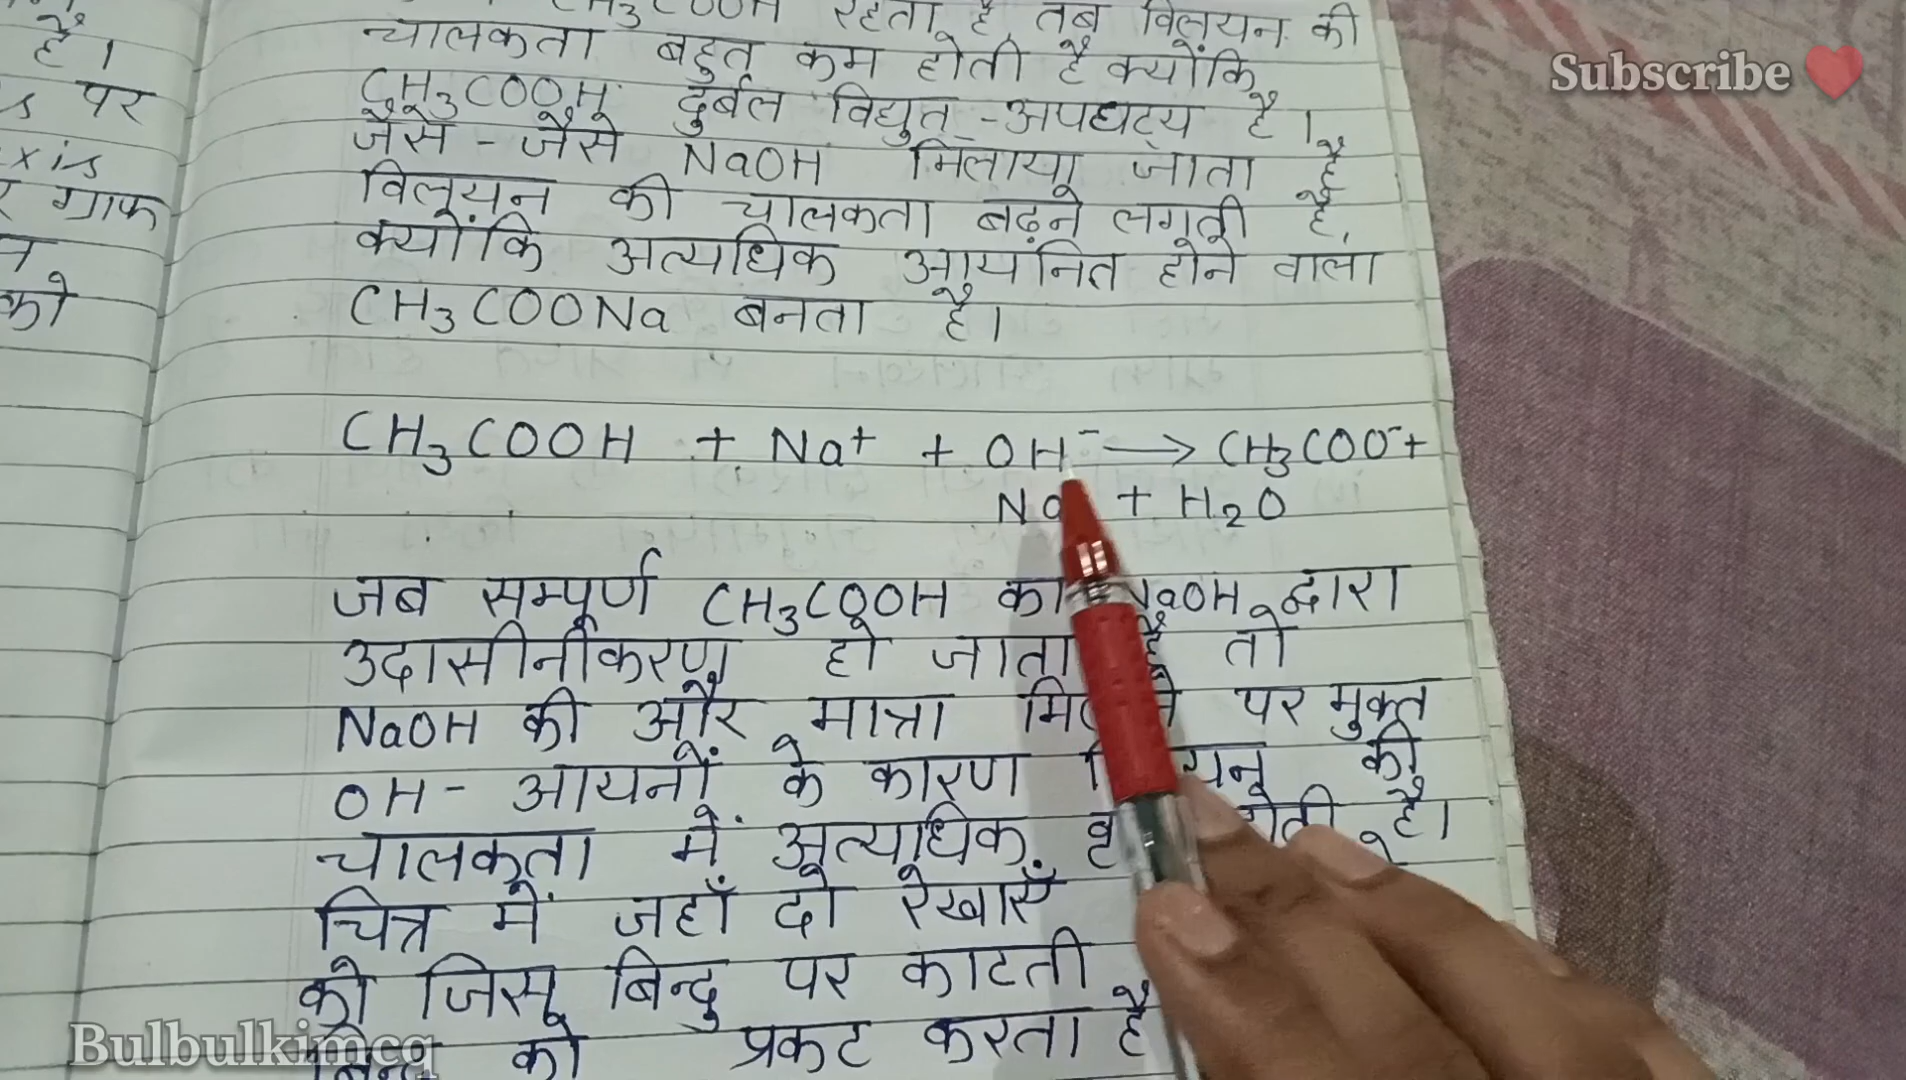 है।
s पर
xis
र ग्राफ
को
CH3COOH रहता है, तब विलयन की
चालकता बहुत कम होती है क्योंकि
CH3COOH दुर्बल विद्युत-अपघट्य है।
जैसे-जैसे NaOH मिलाया जाता है
विलयन की चालकता बढ़ने लगती है,
क्योंकि अत्यधिक आयनित होने वाला
CH3COONa बनता है।
CH3COOH + Na+ + OH- → CH3COO- +
Na + H2O
जब सम्पूर्ण CH3COOH का NaOH द्वारा
उदासीनीकरण हो जाता है तो
NaOH की और मात्रा पर मुक्त
OH- आयनों के कारण की
चालकता में अत्यधिक होती है।
चित्र में जहाँ दो रेखाएँ
को जिस बिन्दु पर काटती
को प्रकट करता है
Subscribe ❤
Bulbulkimcq